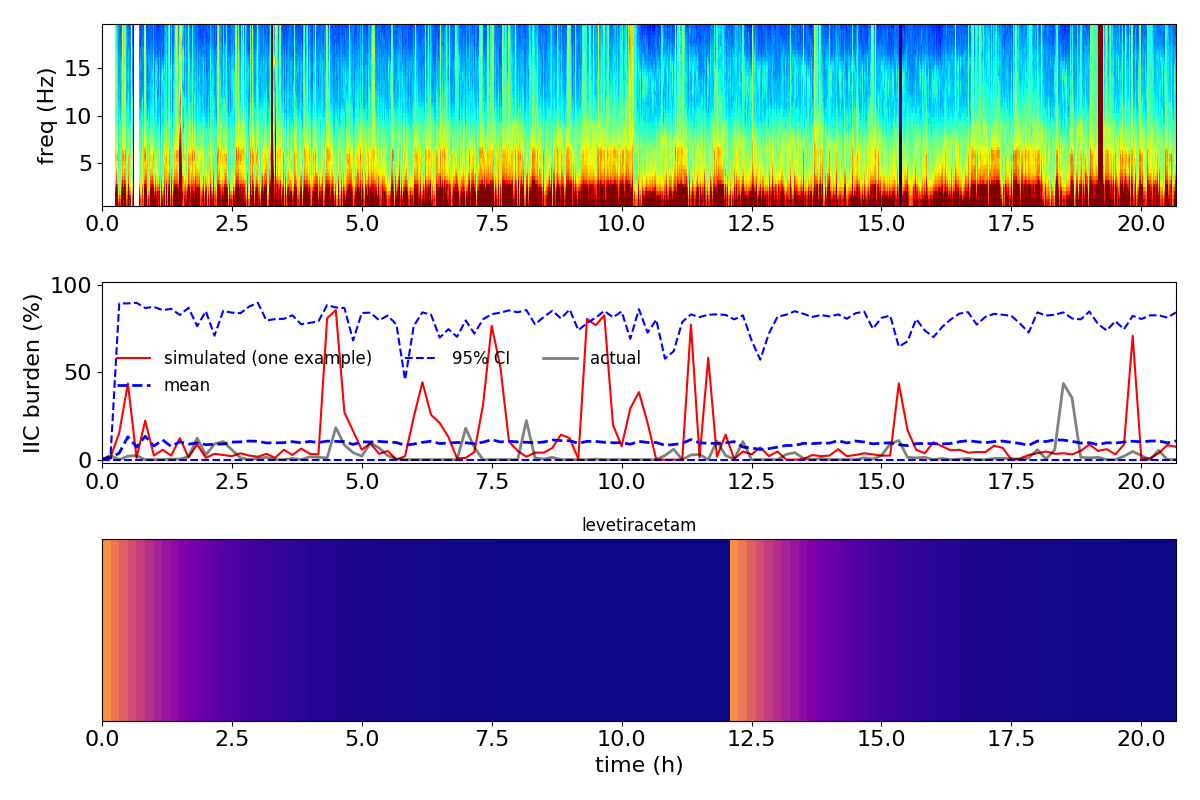 freq (Hz)
15
10
5
0.0 2.5 5.0 7.5 10.0 12.5 15.0 17.5 20.0
IIC burden (%)
100
50
0
simulated (one example) 95% CI actual
mean
0.0 2.5 5.0 7.5 10.0 12.5 15.0 17.5 20.0
levetiracetam
0.0 2.5 5.0 7.5 10.0 12.5 15.0 17.5 20.0
time (h)